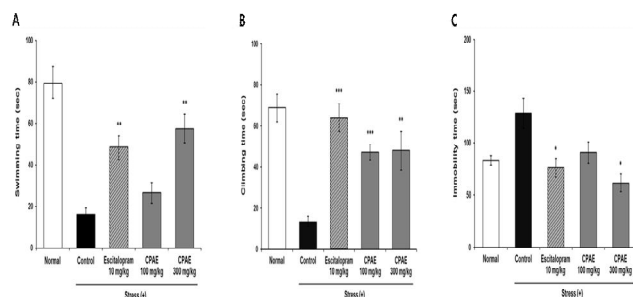 A
Swimming time (sec)
100
80
60
40
20
0
**
**
Normal
Control
Escitalopram
10 mg/kg
CPAE
100 mg/kg
CPAE
300 mg/kg
Stress (+)
B
Climbing time (sec)
100
80
60
40
20
0
***
***
**
Normal
Control
Escitalopram
10 mg/kg
CPAE
100 mg/kg
CPAE
300 mg/kg
Stress (+)
C
Immobility time (sec)
200
150
100
50
0
*
*
Normal
Control
Escitalopram
10 mg/kg
CPAE
100 mg/kg
CPAE
300 mg/kg
Stress (+)